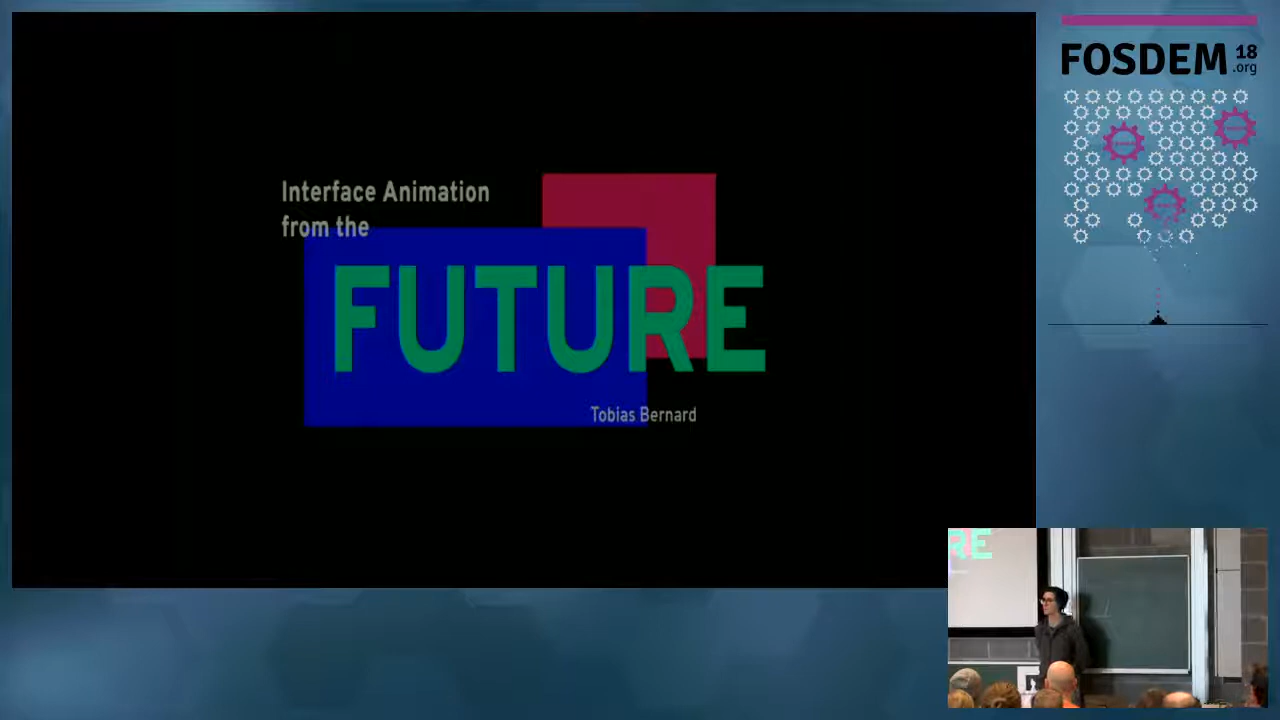 Interface Animation
from the
FUTURE
Tobias Bernard
FOSDEM 18
.org
RE